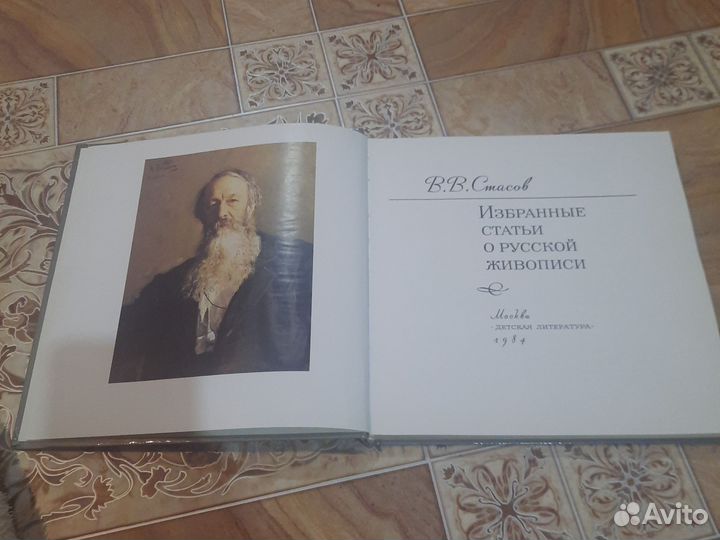 В.В. Стасов
ИЗБРАННЫЕ
СТАТЬИ
О РУССКОЙ
ЖИВОПИСИ
Москва
«ДЕТСКАЯ ЛИТЕРАТУРА»
1984
Avito